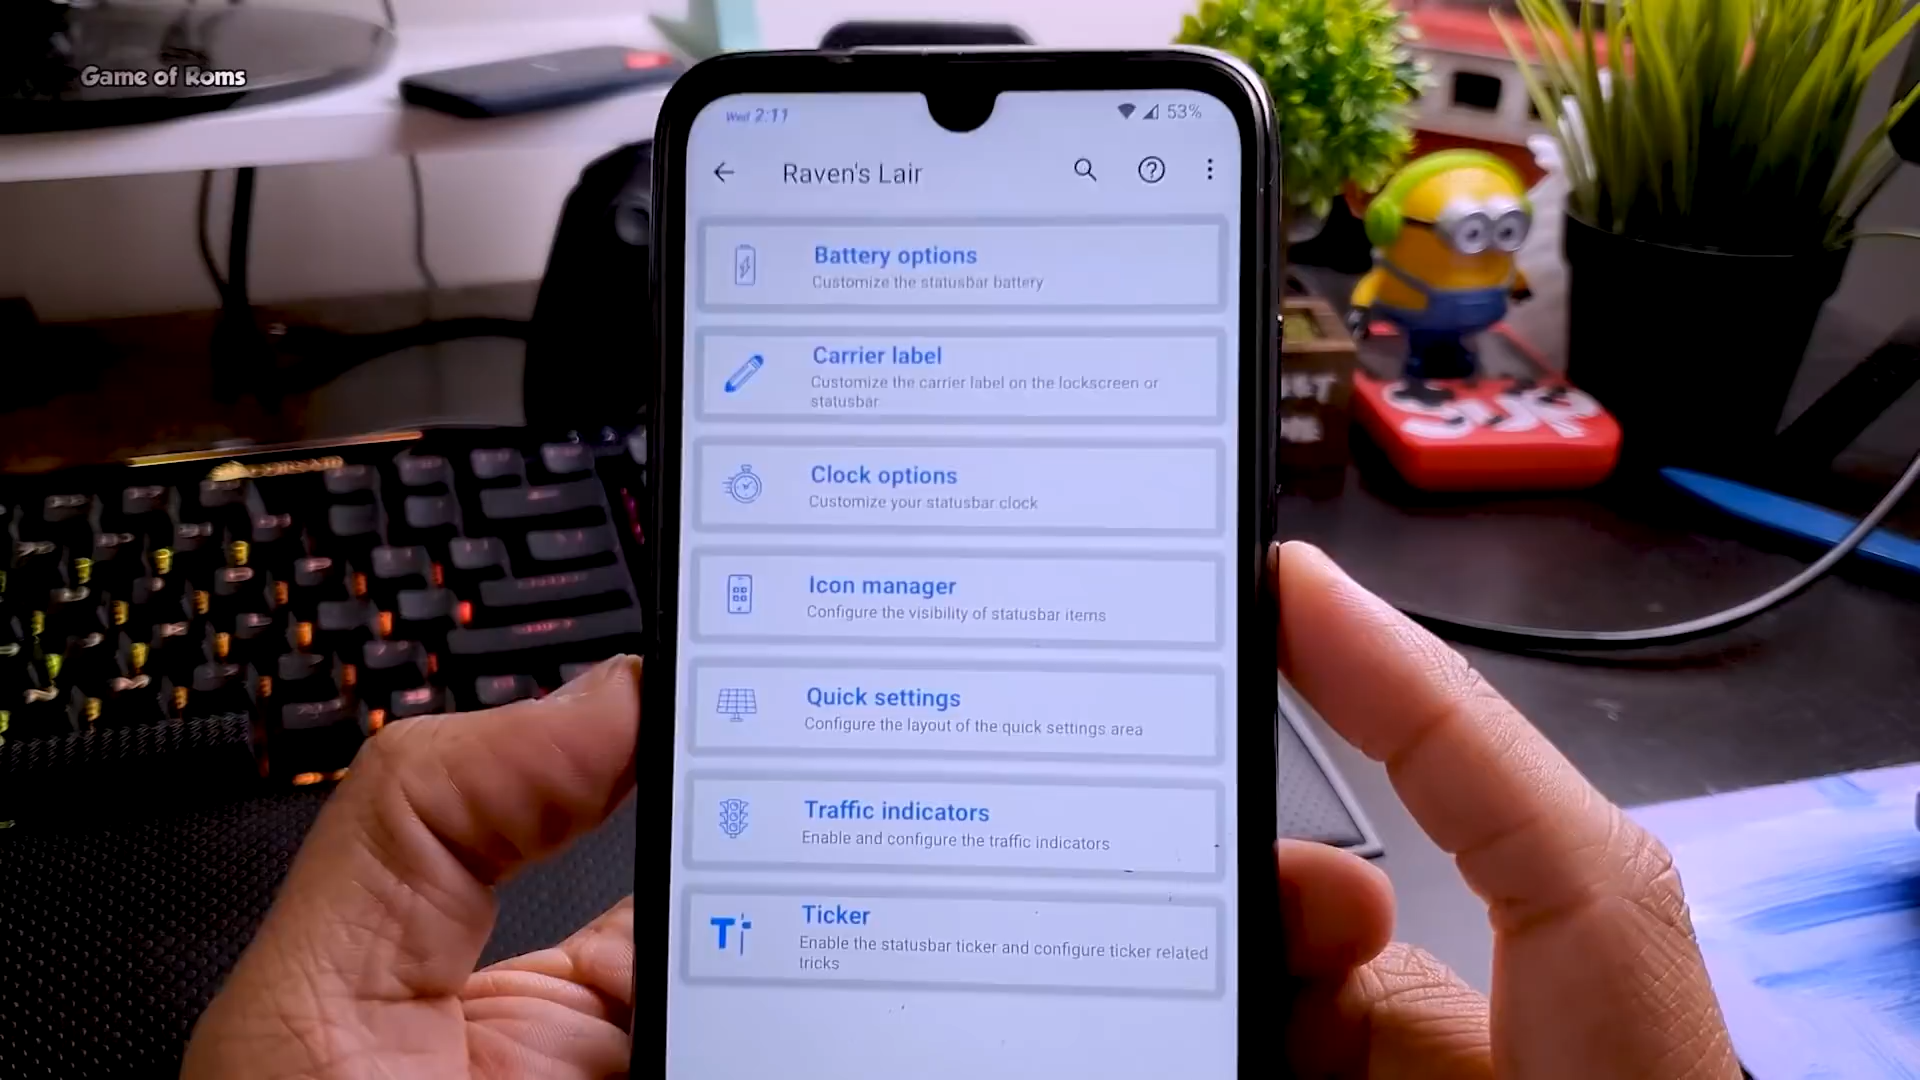 Game of Roms
Wed 2:11
53%
Raven's Lair
Battery options
Customize the statusbar battery
Carrier label
Customize the carrier label on the lockscreen or
statusbar
Clock options
Customize your statusbar clock
Icon manager
Configure the visibility of statusbar items
Quick settings
Configure the layout of the quick settings area
Traffic indicators
Enable and configure the traffic indicators
Ticker
Enable the statusbar ticker and configure ticker related
tricks
Sup